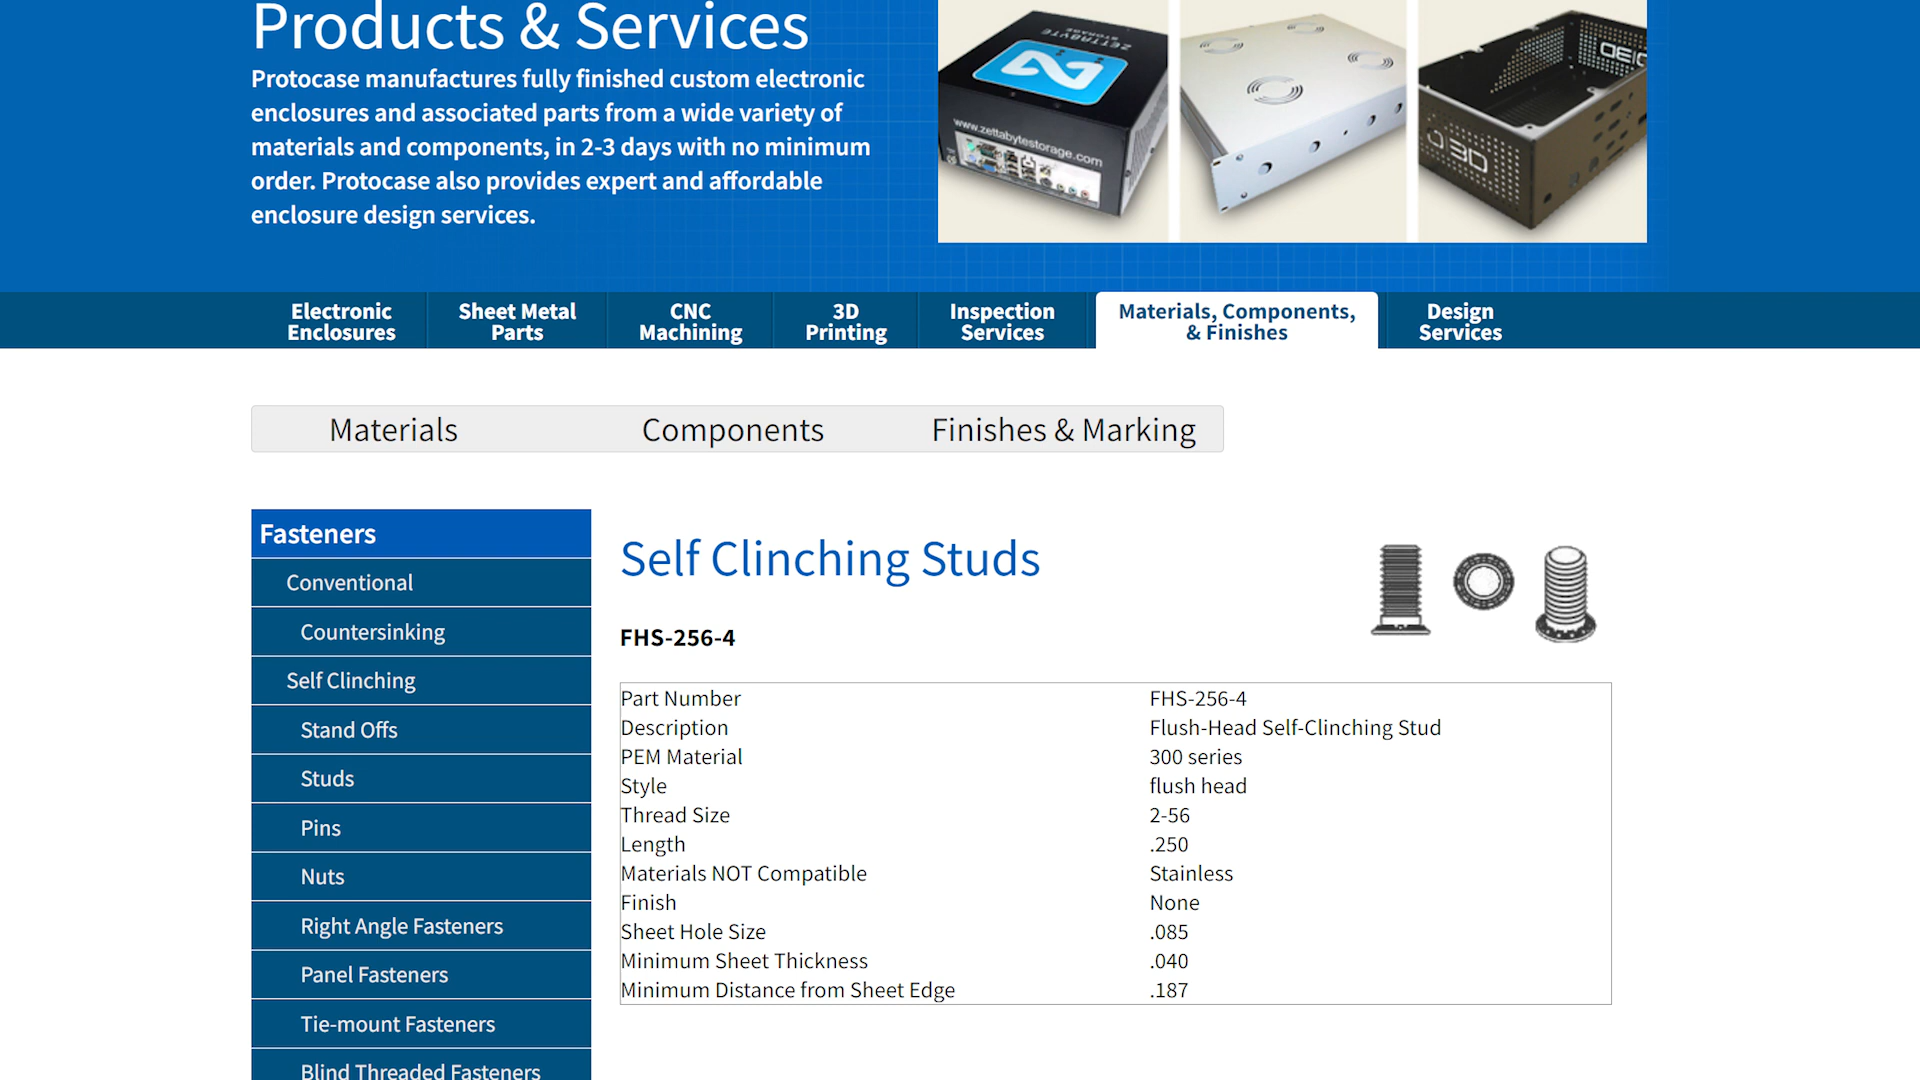 Products & Services
Protocase manufactures fully finished custom electronic
enclosures and associated parts from a wide variety of
materials and components, in 2-3 days with no minimum
order. Protocase also provides expert and affordable
enclosure design services.
ZETTABYTE
STORAGE
www.zettabytestorage.com
Electronic
Enclosures
Sheet Metal
Parts
CNC
Machining
3D
Printing
Inspection
Services
Materials, Components,
& Finishes
Design
Services
Materials
Components
Finishes & Marking
Fasteners
Conventional
Countersinking
Self Clinching
Stand Offs
Studs
Pins
Nuts
Right Angle Fasteners
Panel Fasteners
Tie-mount Fasteners
Blind Threaded Fasteners
Self Clinching Studs
FHS-256-4
Part Number FHS-256-4
Description Flush-Head Self-Clinching Stud
PEM Material 300 series
Style flush head
Thread Size 2-56
Length .250
Materials NOT Compatible Stainless
Finish None
Sheet Hole Size .085
Minimum Sheet Thickness .040
Minimum Distance from Sheet Edge .187